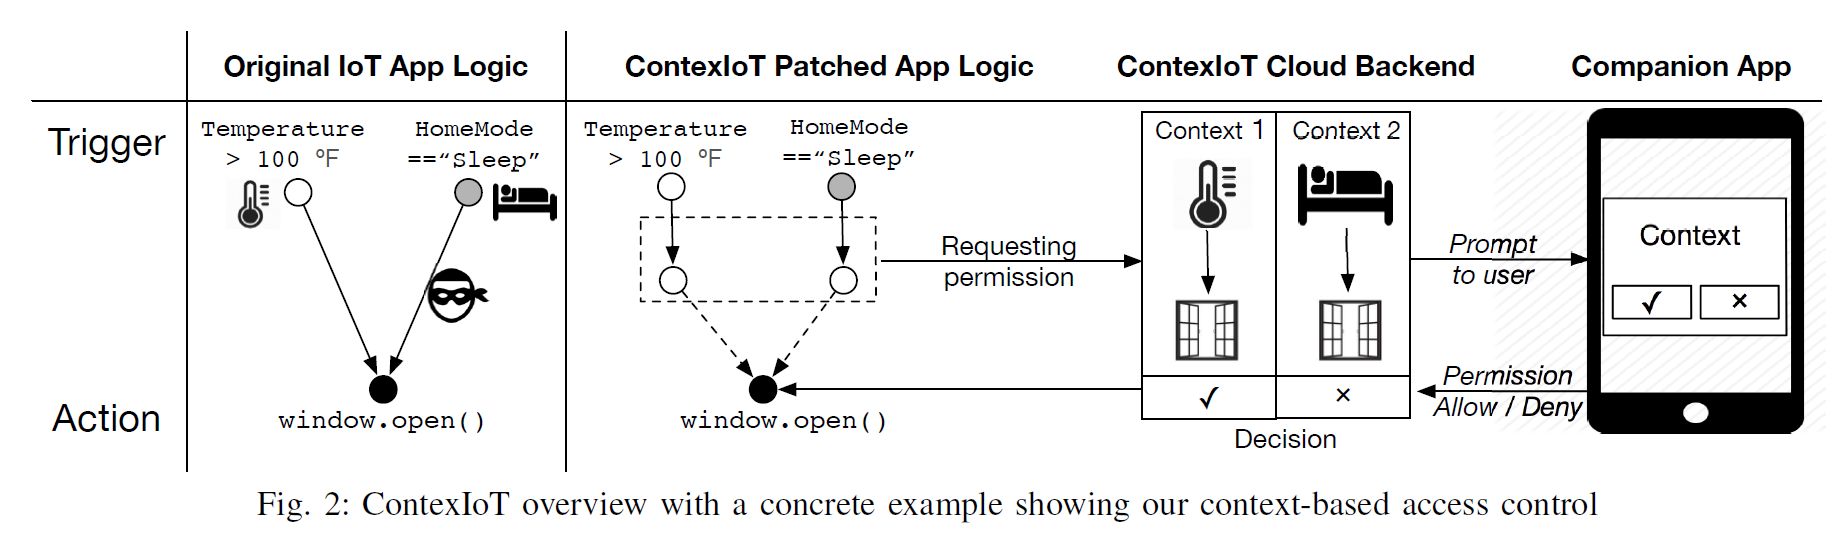 Original IoT App Logic
ContexIoT Patched App Logic
ContexIoT Cloud Backend
Companion App
Trigger
Temperature
> 100 ºF
HomeMode
==“Sleep”
Temperature
> 100 ºF
HomeMode
==“Sleep”
Requesting
permission
Context 1
Context 2
Prompt
to user
Context
✓
×
Permission
Allow / Deny
✓
×
Decision
Action
window.open()
window.open()
Fig. 2: ContexIoT overview with a concrete example showing our context-based access control